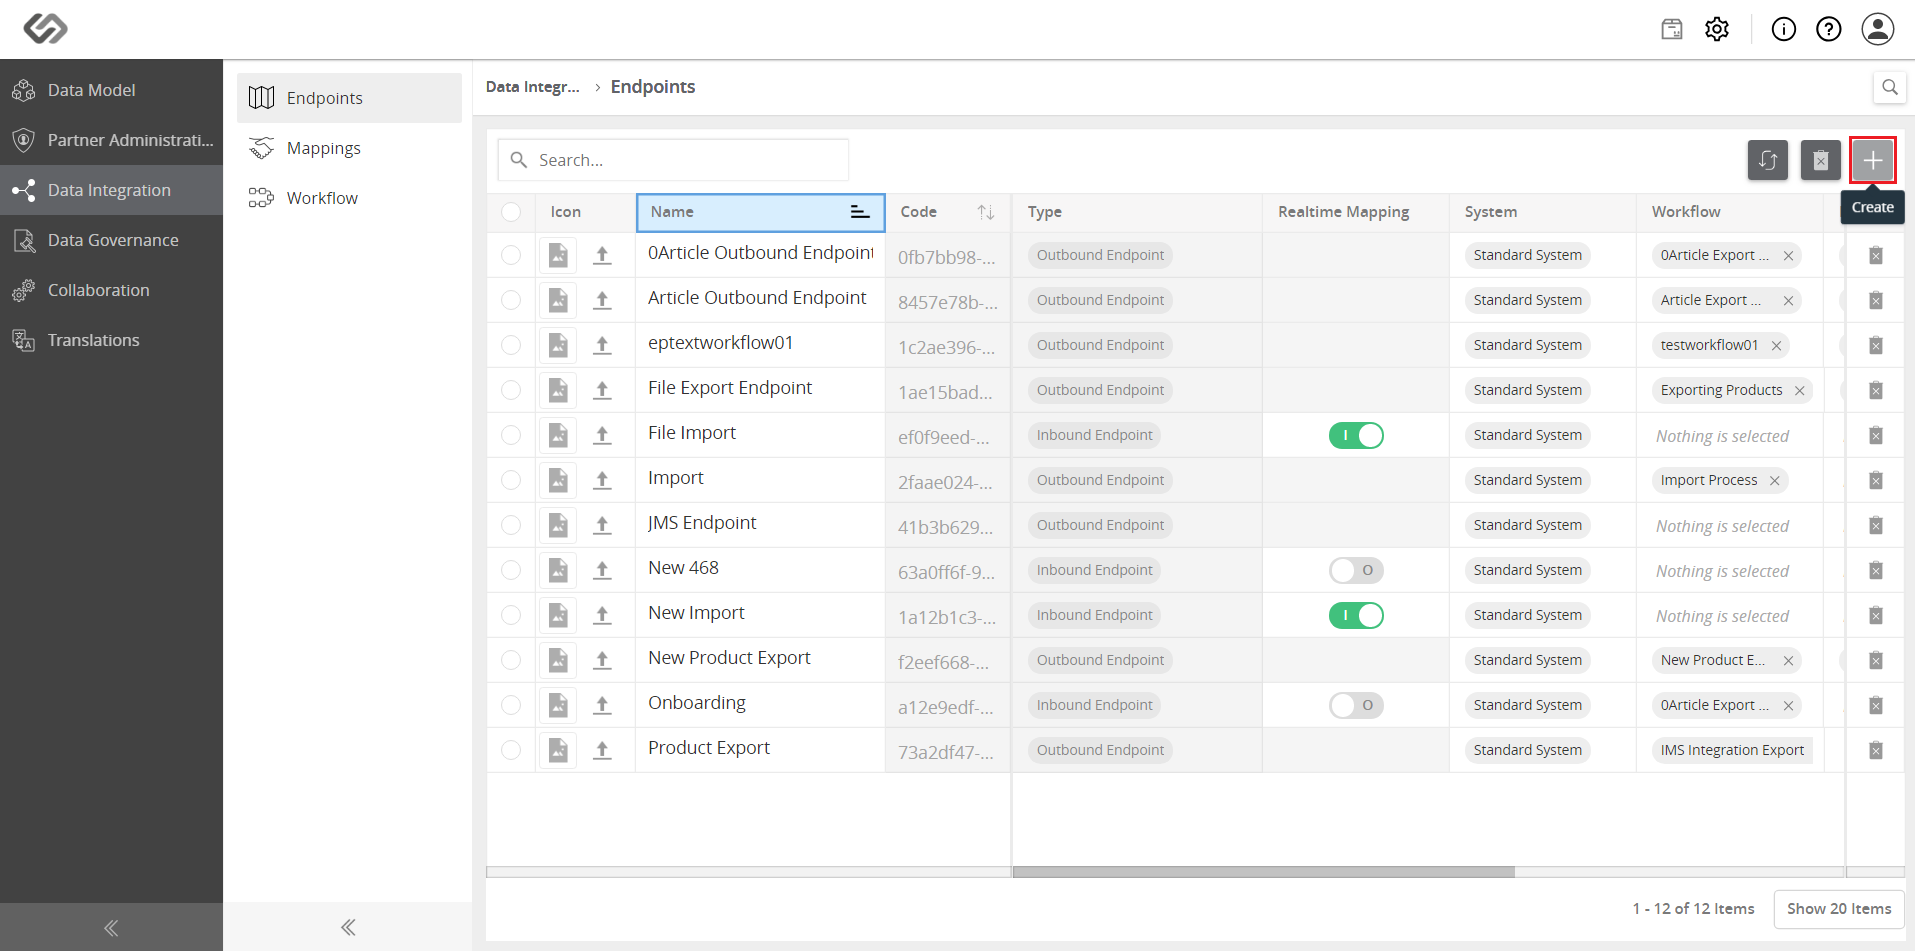 Data Model
Partner Administrati...
Data Integration
Data Governance
Collaboration
Translations
Endpoints
Mappings
Workflow
Data Integr... › Endpoints
Search...
Create
Icon Name Code Type Realtime Mapping System Workflow
0Article Outbound Endpoint 0fb7bb98-... Outbound Endpoint Standard System 0Article Export ...
Article Outbound Endpoint 8457e78b-... Outbound Endpoint Standard System Article Export ...
eptextworkflow01 1c2ae396-... Outbound Endpoint Standard System testworkflow01
File Export Endpoint 1ae15bad... Outbound Endpoint Standard System Exporting Products
File Import ef0f9eed-... Inbound Endpoint I Standard System Nothing is selected
Import 2faae024-... Outbound Endpoint Standard System Import Process
JMS Endpoint 41b3b629... Outbound Endpoint Standard System Nothing is selected
New 468 63a0ff6f-9... Inbound Endpoint O Standard System Nothing is selected
New Import 1a12b1c3-... Inbound Endpoint I Standard System Nothing is selected
New Product Export f2eef668-... Outbound Endpoint Standard System New Product E...
Onboarding a12e9edf-... Inbound Endpoint O Standard System 0Article Export ...
Product Export 73a2df47-... Outbound Endpoint Standard System IMS Integration Export
1 - 12 of 12 Items Show 20 Items